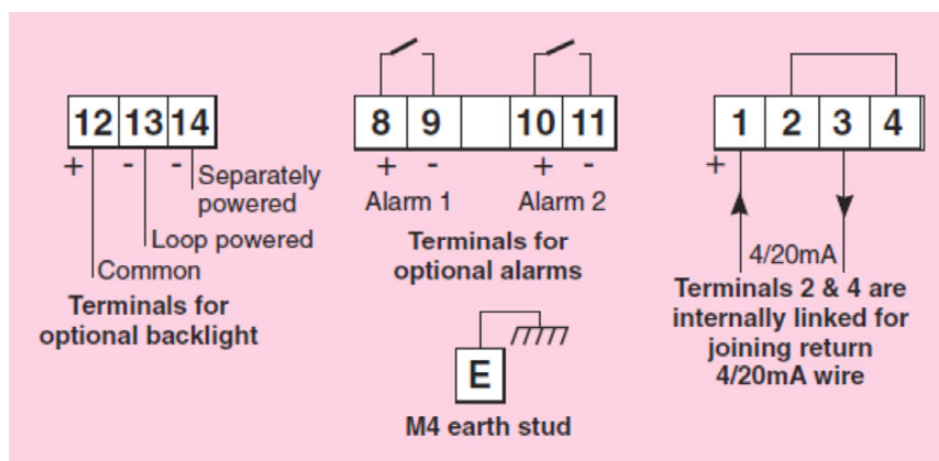 12 13 14
+ - -
Separately
powered
Loop powered
Common
Terminals for
optional backlight
8 9 10 11
+ - + -
Alarm 1 Alarm 2
Terminals for
optional alarms
E
M4 earth stud
1 2 3 4
+
4/20mA
Terminals 2 & 4 are
internally linked for
joining return
4/20mA wire